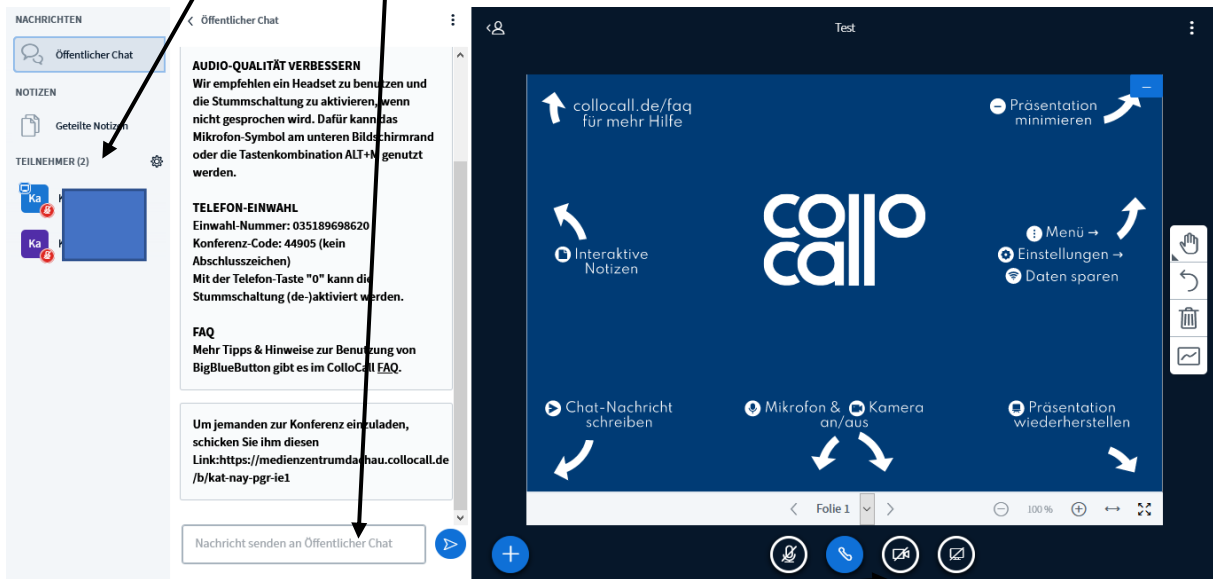 NACHRICHTEN
Öffentlicher Chat
NOTIZEN
Geteilte Notizen
TEILNEHMER (2)
Ka
Ka
Öffentlicher Chat
AUDIO-QUALITÄT VERBESSERN
Wir empfehlen ein Headset zu benutzen und
die Stummschaltung zu aktivieren, wenn
nicht gesprochen wird. Dafür kann das
Mikrofon-Symbol am unteren Bildschirmrand
oder die Tastenkombination ALT+M genutzt
werden.
TELEFON-EINWAHL
Einwahl-Nummer: 035189698620
Konferenz-Code: 44905 (kein
Abschlusszeichen)
Mit der Telefon-Taste "0" kann die
Stummschaltung (de-)aktiviert werden.
FAQ
Mehr Tipps & Hinweise zur Benutzung von
BigBlueButton gibt es im ColloCall FAQ.
Um jemanden zur Konferenz einzuladen,
schicken Sie ihm diesen
Link:https://medienzentrumdachau.collocall.de
/b/kat-nay-pgr-ie1
Nachricht senden an Öffentlicher Chat
Test
collocall.de/faq
für mehr Hilfe
Präsentation
minimieren
Interaktive
Notizen
collo
call
Menü →
Einstellungen →
Daten sparen
Chat-Nachricht
schreiben
Mikrofon & Kamera
an/aus
Präsentation
wiederherstellen
Folie 1
100 %